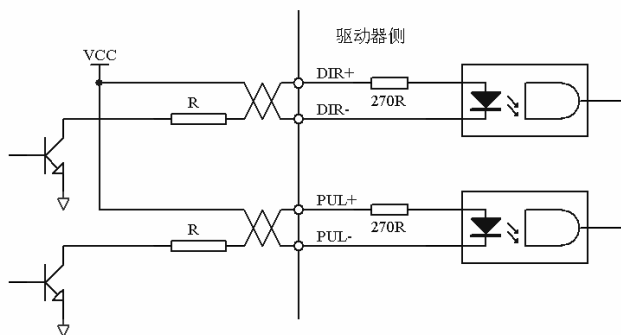 驱动器侧
VCC
DIR+
270R
R
DIR-
PUL+
270R
R
PUL-